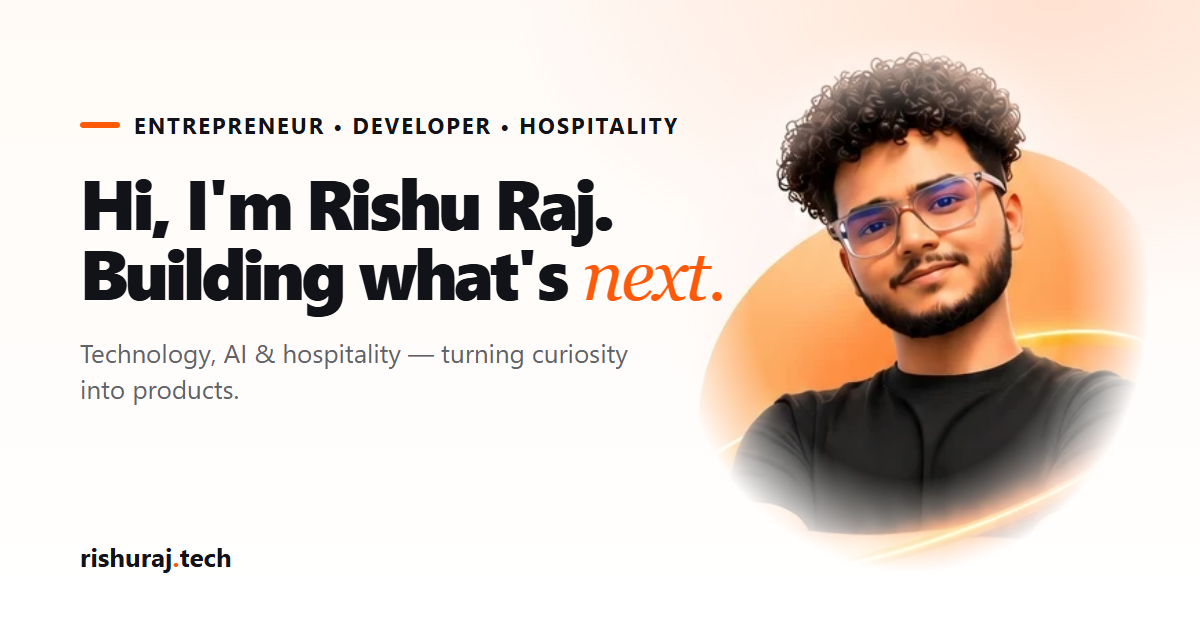 ENTREPRENEUR • DEVELOPER • HOSPITALITY
Hi, I'm Rishu Raj.
Building what's next.
Technology, AI & hospitality — turning curiosity
into products.
rishuraj.tech